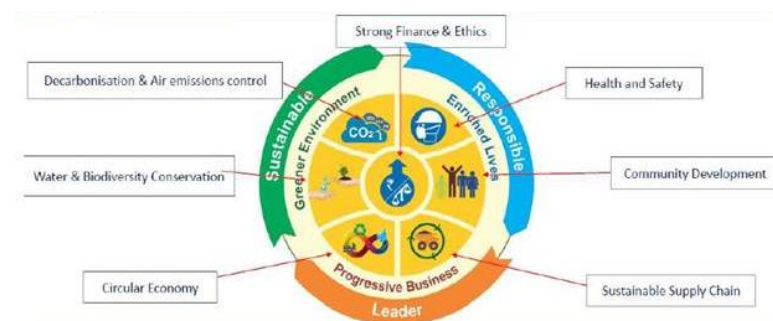 Strong Finance & Ethics
Decarbonisation & Air emissions control
Health and Safety
Sustainable
Responsible
Greener Environment
Enriched Lives
CO₂
Water & Biodiversity Conservation
Community Development
₹
Circular Economy
Progressive Business
Sustainable Supply Chain
Leader